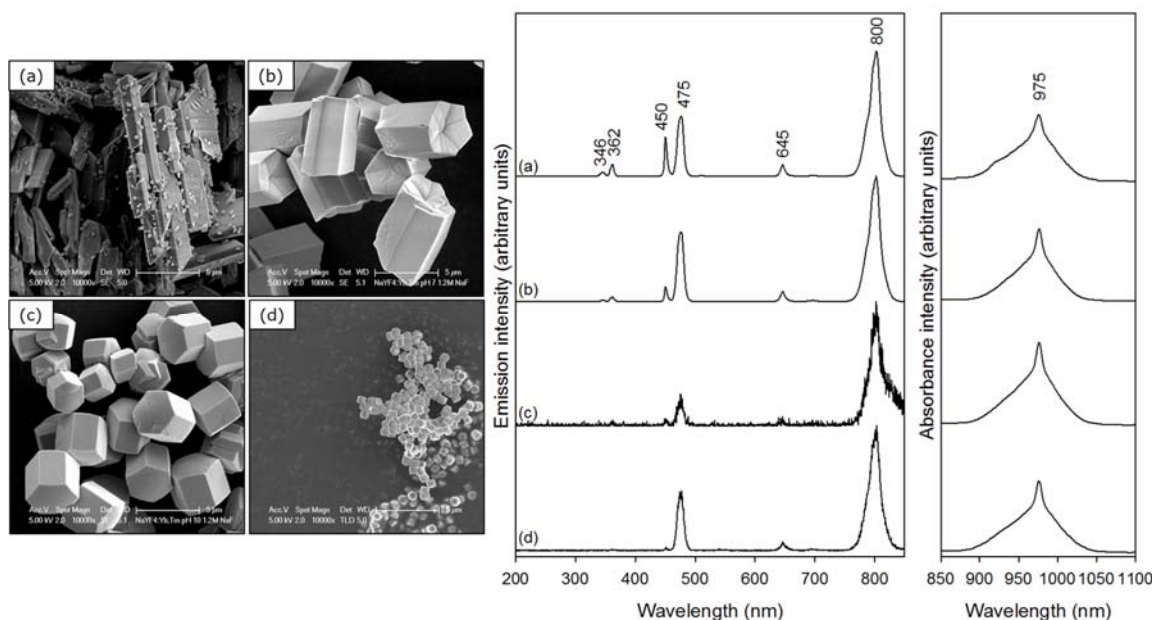 (a)
Acc.V Spot Magn Det WD 5 µm
5.00 kV 2.0 10000x SE 5.0
(b)
Acc.V Spot Magn Det WD 5 µm
5.00 kV 2.0 10000x SE 5.1 NaYF4:Yb,Tm pH 7 1.2M NaF
(c)
Acc.V Spot Magn Det WD 5 µm
5.00 kV 2.0 10000x NaYF4:Yb,Tm pH 10 1.2M NaF
(d)
Acc.V Spot Magn Det WD
5.00 kV 2.0 10000x TLD 5.0
Emission intensity (arbitrary units)
346
362
450
475
645
800
(a)
(b)
(c)
(d)
200 300 400 500 600 700 800
Wavelength (nm)
Absorbance intensity (arbitrary units)
975
850 900 950 1000 1050 1100
Wavelength (nm)